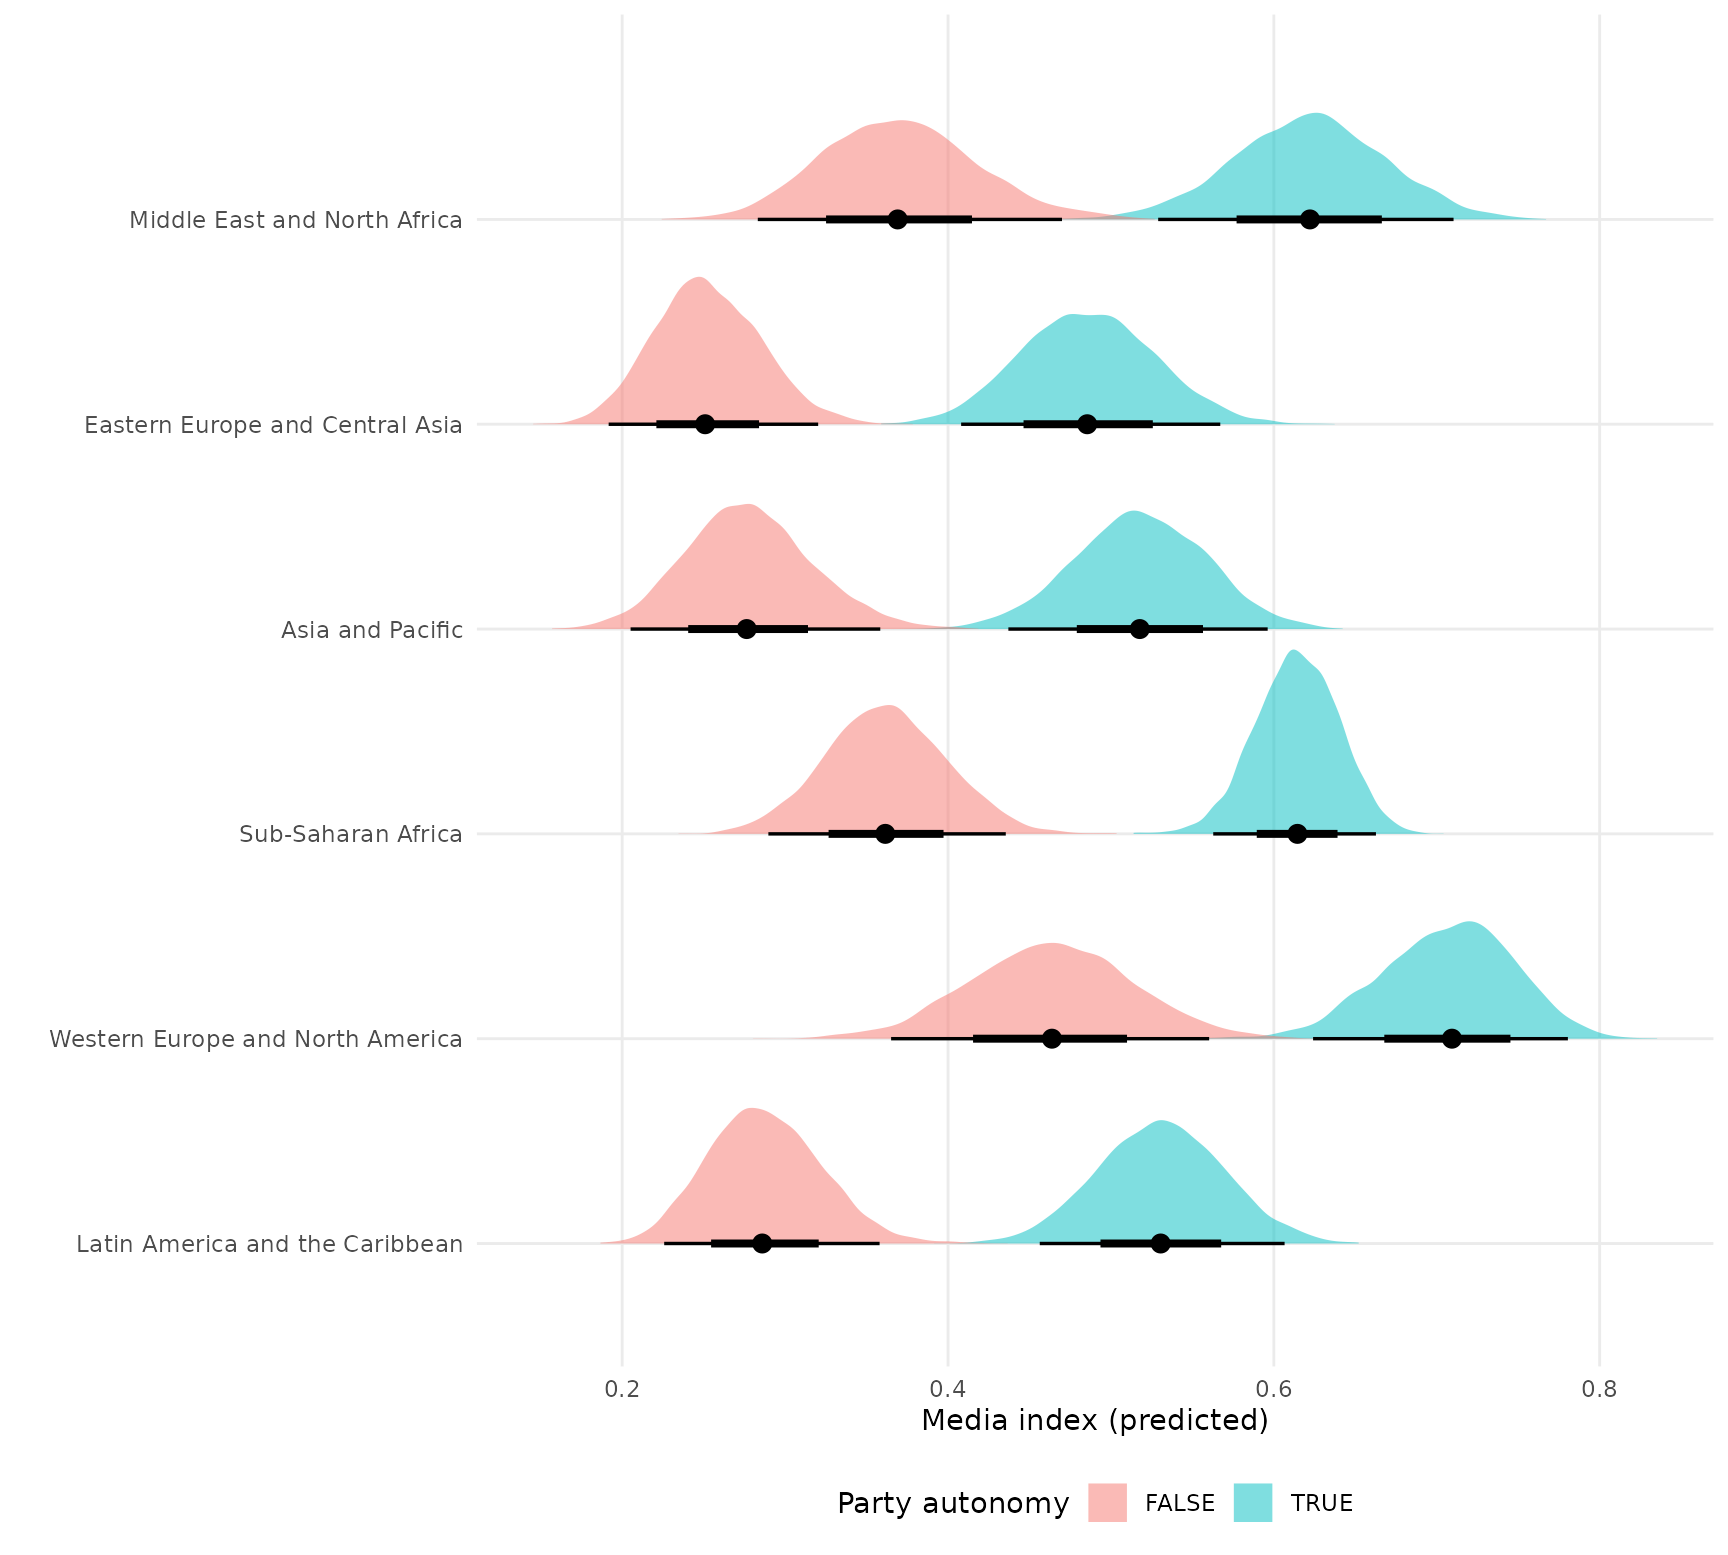 Middle East and North Africa
Eastern Europe and Central Asia
Asia and Pacific
Sub-Saharan Africa
Western Europe and North America
Latin America and the Caribbean
0.2 0.4 0.6 0.8
Media index (predicted)
Party autonomy FALSE TRUE